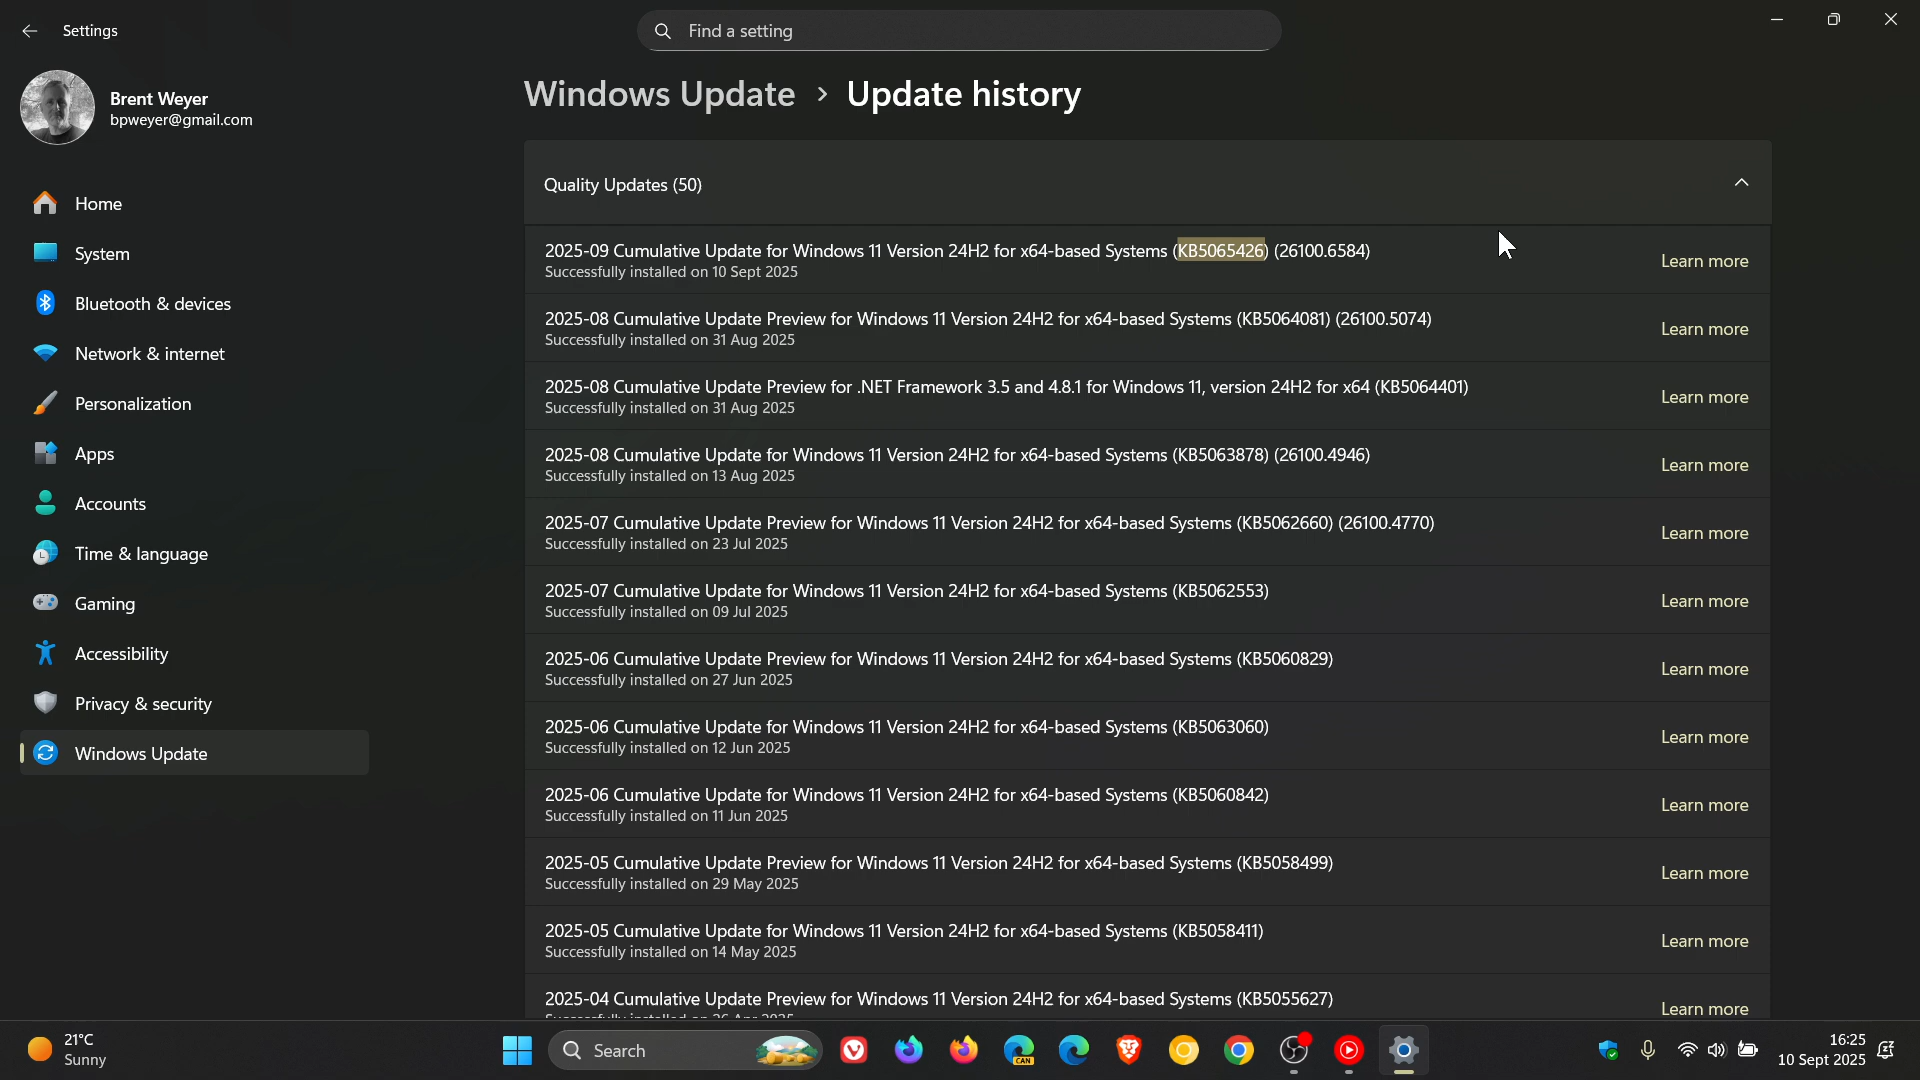 Settings
Find a setting
Brent Weyer
bpweyer@gmail.com
Home
System
Bluetooth & devices
Network & internet
Personalization
Apps
Accounts
Time & language
Gaming
Accessibility
Privacy & security
Windows Update
Windows Update > Update history
Quality Updates (50)
2025-09 Cumulative Update for Windows 11 Version 24H2 for x64-based Systems (KB5065426) (26100.6584)
Successfully installed on 10 Sept 2025
Learn more
2025-08 Cumulative Update Preview for Windows 11 Version 24H2 for x64-based Systems (KB5064081) (26100.5074)
Successfully installed on 31 Aug 2025
Learn more
2025-08 Cumulative Update Preview for .NET Framework 3.5 and 4.8.1 for Windows 11, version 24H2 for x64 (KB5064401)
Successfully installed on 31 Aug 2025
Learn more
2025-08 Cumulative Update for Windows 11 Version 24H2 for x64-based Systems (KB5063878) (26100.4946)
Successfully installed on 13 Aug 2025
Learn more
2025-07 Cumulative Update Preview for Windows 11 Version 24H2 for x64-based Systems (KB5062660) (26100.4770)
Successfully installed on 23 Jul 2025
Learn more
2025-07 Cumulative Update for Windows 11 Version 24H2 for x64-based Systems (KB5062553)
Successfully installed on 09 Jul 2025
Learn more
2025-06 Cumulative Update Preview for Windows 11 Version 24H2 for x64-based Systems (KB5060829)
Successfully installed on 27 Jun 2025
Learn more
2025-06 Cumulative Update for Windows 11 Version 24H2 for x64-based Systems (KB5063060)
Successfully installed on 12 Jun 2025
Learn more
2025-06 Cumulative Update for Windows 11 Version 24H2 for x64-based Systems (KB5060842)
Successfully installed on 11 Jun 2025
Learn more
2025-05 Cumulative Update Preview for Windows 11 Version 24H2 for x64-based Systems (KB5058499)
Successfully installed on 29 May 2025
Learn more
2025-05 Cumulative Update for Windows 11 Version 24H2 for x64-based Systems (KB5058411)
Successfully installed on 14 May 2025
Learn more
2025-04 Cumulative Update Preview for Windows 11 Version 24H2 for x64-based Systems (KB5055627)
Successfully installed on 26 Apr 2025
Learn more
21°C
Sunny
Search
CAN
16:25
10 Sept 2025